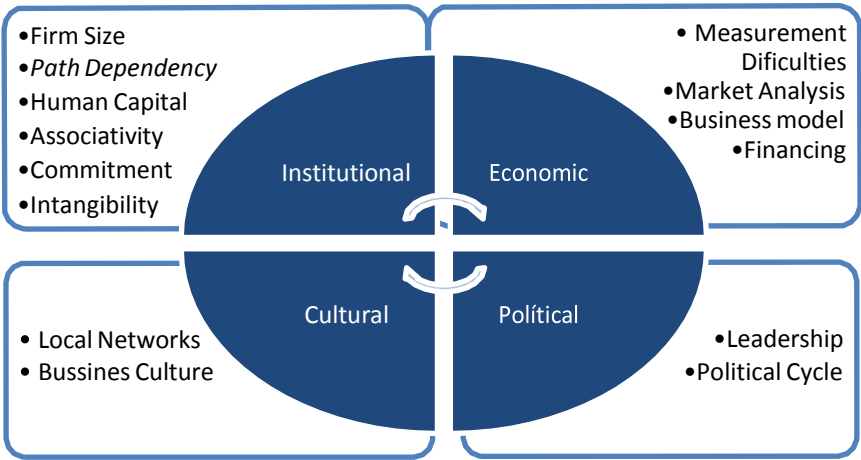 •Firm Size
•Path Dependency
•Human Capital
•Associativity
•Commitment
•Intangibility
• Measurement
Dificulties
•Market Analysis
•Business model
•Financing
Institutional
Economic
Cultural
Polítical
• Local Networks
• Bussines Culture
•Leadership
•Political Cycle